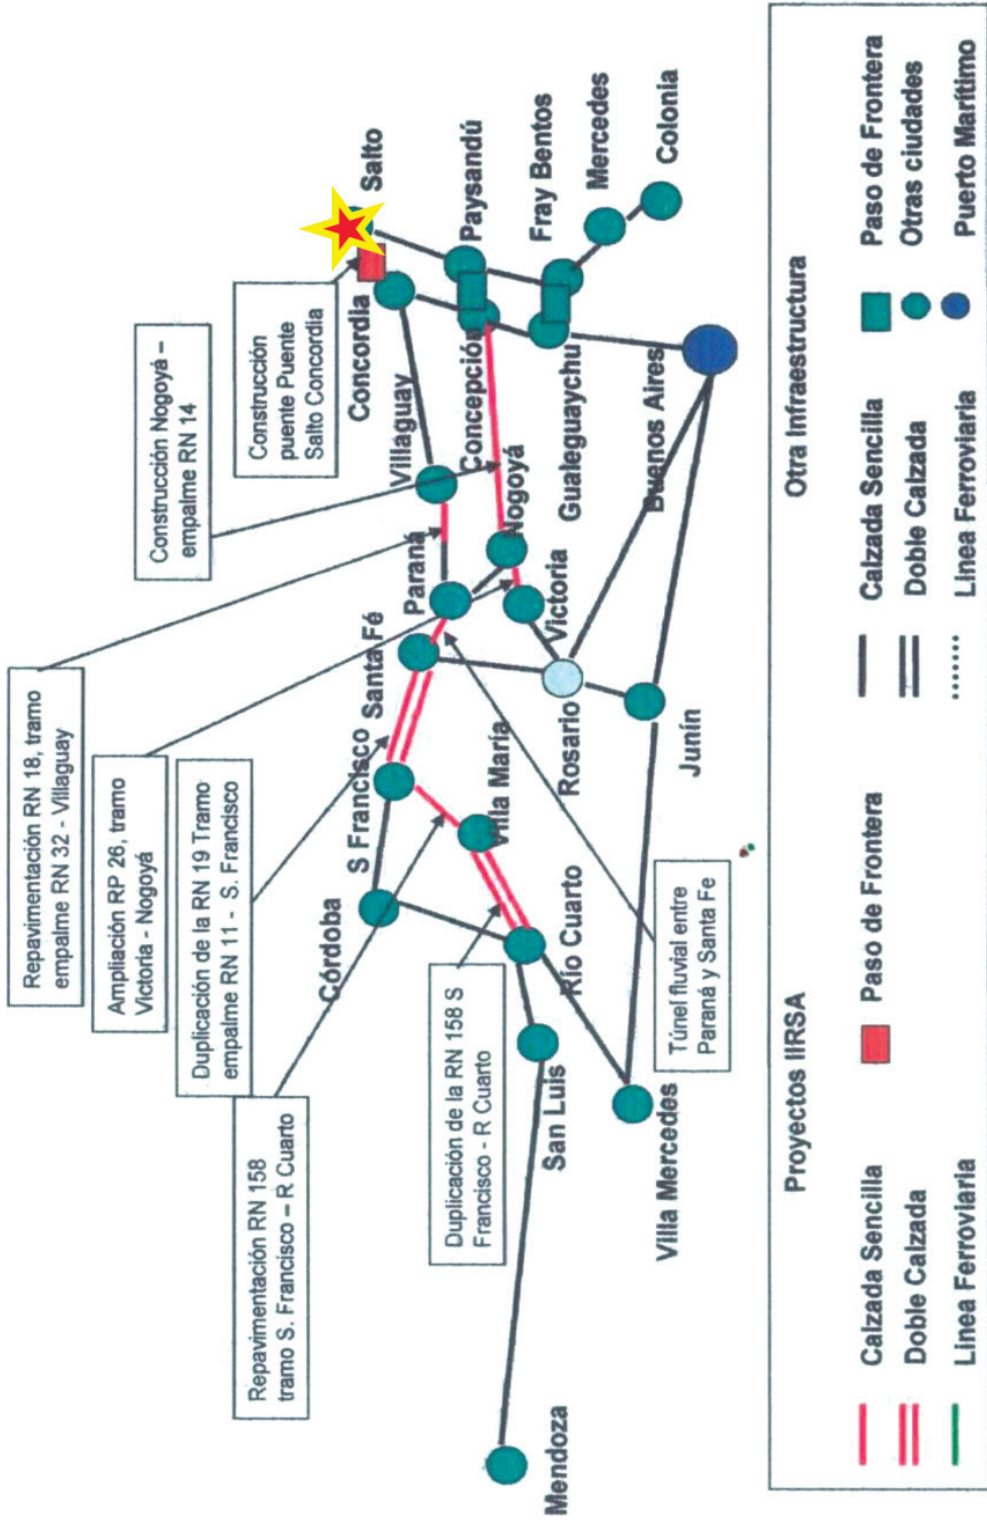 Repavimentación RN 18, tramo
empalme RN 32 - Villaguay
Construcción Nogoyá –
empalme RN 14
Ampliación RP 26, tramo
Victoria - Nogoyá
Construcción
puente Puente
Salto Concordia
Duplicación de la RN 19 Tramo
empalme RN 11 - S. Francisco
Repavimentación RN 158
tramo S. Francisco – R Cuarto
Duplicación de la RN 158 S
Francisco - R Cuarto
Túnel fluvial entre
Paraná y Santa Fe
Mendoza
San Luis
Villa Mercedes
Córdoba
Río Cuarto
S Francisco
Villa María
Santa Fé
Rosario
Junín
Paraná
Victoria
Nogoyá
Villaguay
Concordia
Concepción
Gualeguaychu
Buenos Aires
Salto
Paysandú
Fray Bentos
Mercedes
Colonia
Proyectos IIRSA
Calzada Sencilla
Doble Calzada
Linea Ferroviaria
Paso de Frontera
Otra Infraestructura
Calzada Sencilla
Doble Calzada
Linea Ferroviaria
Paso de Frontera
Otras ciudades
Puerto Marítimo